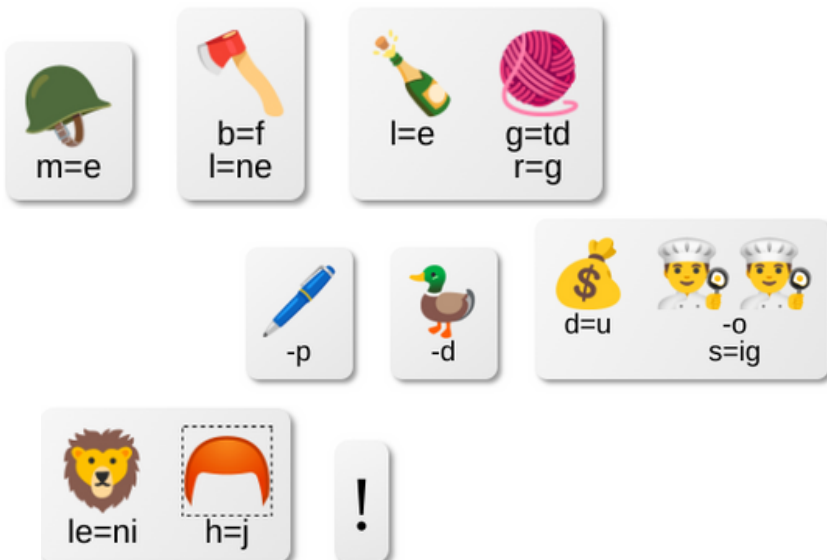 m=e
b=f
l=ne
l=e
g=td
r=g
-p
-d
$
d=u
-o
s=ig
le=ni
h=j
!